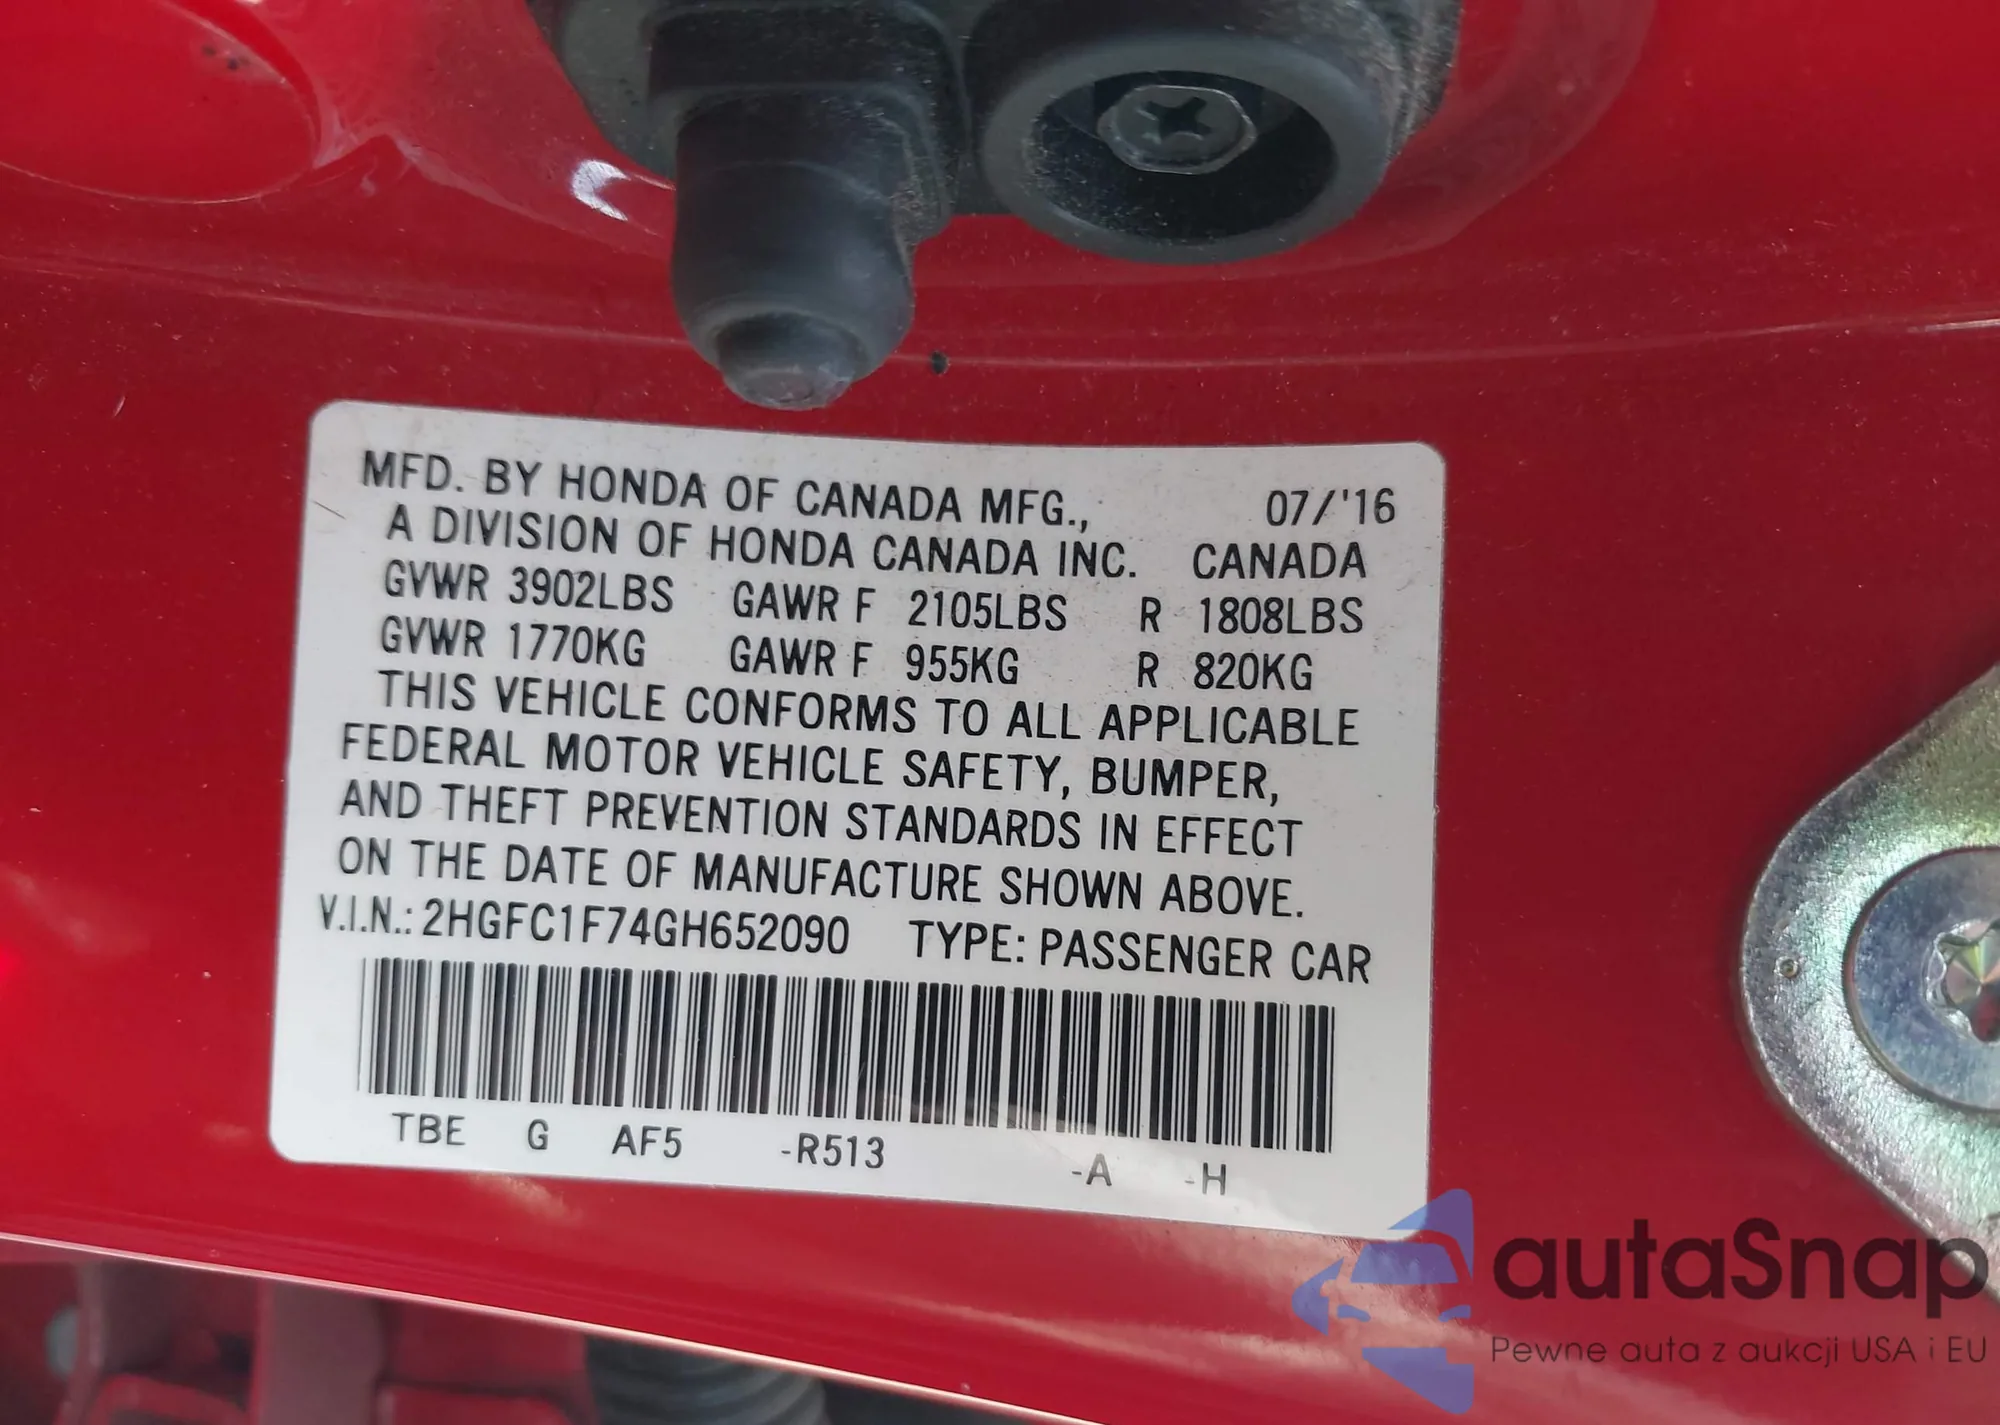 MFD. BY HONDA OF CANADA MFG., 07/'16
A DIVISION OF HONDA CANADA INC. CANADA
GVWR 3902LBS GAWR F 2105LBS R 1808LBS
GVWR 1770KG GAWR F 955KG R 820KG
THIS VEHICLE CONFORMS TO ALL APPLICABLE
FEDERAL MOTOR VEHICLE SAFETY, BUMPER,
AND THEFT PREVENTION STANDARDS IN EFFECT
ON THE DATE OF MANUFACTURE SHOWN ABOVE.
V.I.N.: 2HGFC1F74GH652090 TYPE: PASSENGER CAR
TBE G AF5 -R513 -A -H
autaSnap
Pewne auta z aukcji USA i EU